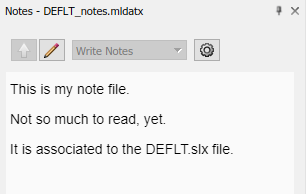 Notes - DEFLT_notes.mldatx
Write Notes
This is my note file.
Not so much to read, yet.
It is associated to the DEFLT.slx file.